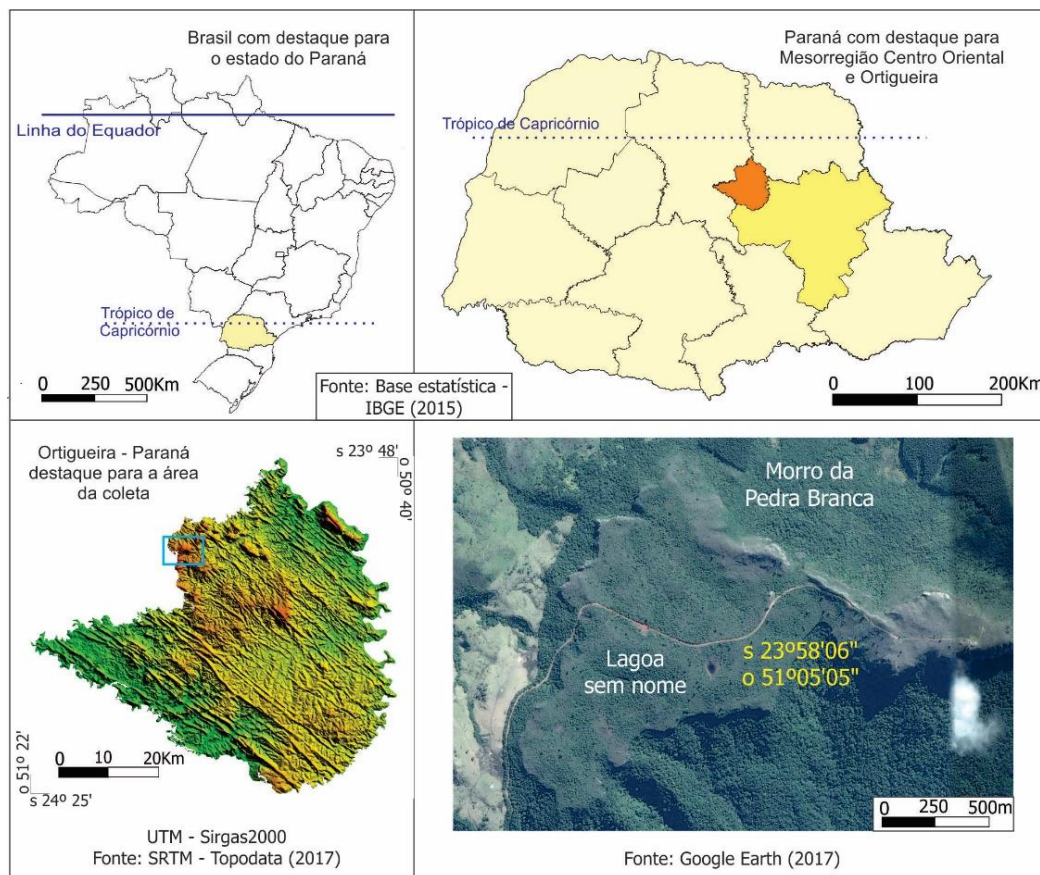 Brasil com destaque para
o estado do Paraná
Linha do Equador
Trópico de
Capricórnio
0 250 500Km
Paraná com destaque para
Mesorregião Centro Oriental
e Ortigueira
Trópico de Capricórnio
0 100 200Km
Fonte: Base estatística -
IBGE (2015)
Ortigueira - Paraná
destaque para a área
da coleta
s 23º 48'
o 50º 40'
o 51º 22'
s 24º 25'
0 10 20Km
UTM - Sirgas2000
Fonte: SRTM - Topodata (2017)
Morro da
Pedra Branca
Lagoa
sem nome
s 23º58'06"
o 51º05'05"
0 250 500m
Fonte: Google Earth (2017)